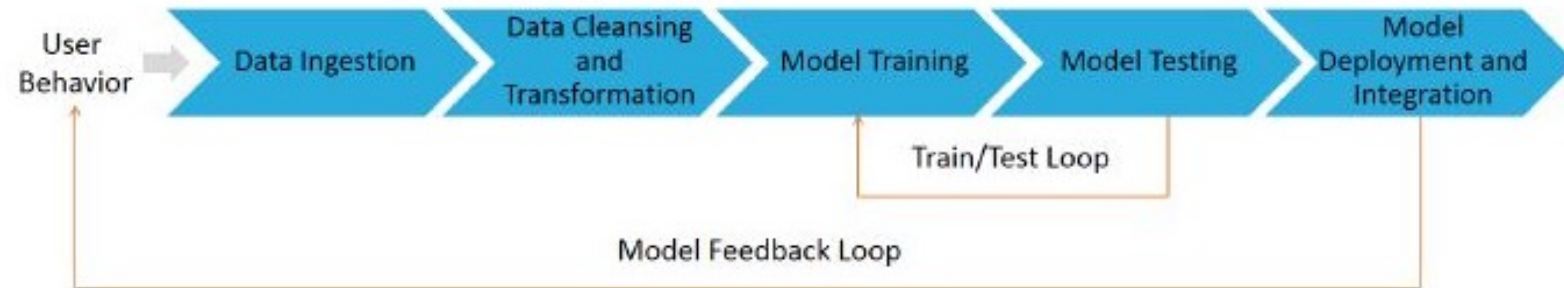 User
Behavior
Data Ingestion
Data Cleansing
and
Transformation
Model Training
Model Testing
Model
Deployment and
Integration
Train/Test Loop
Model Feedback Loop